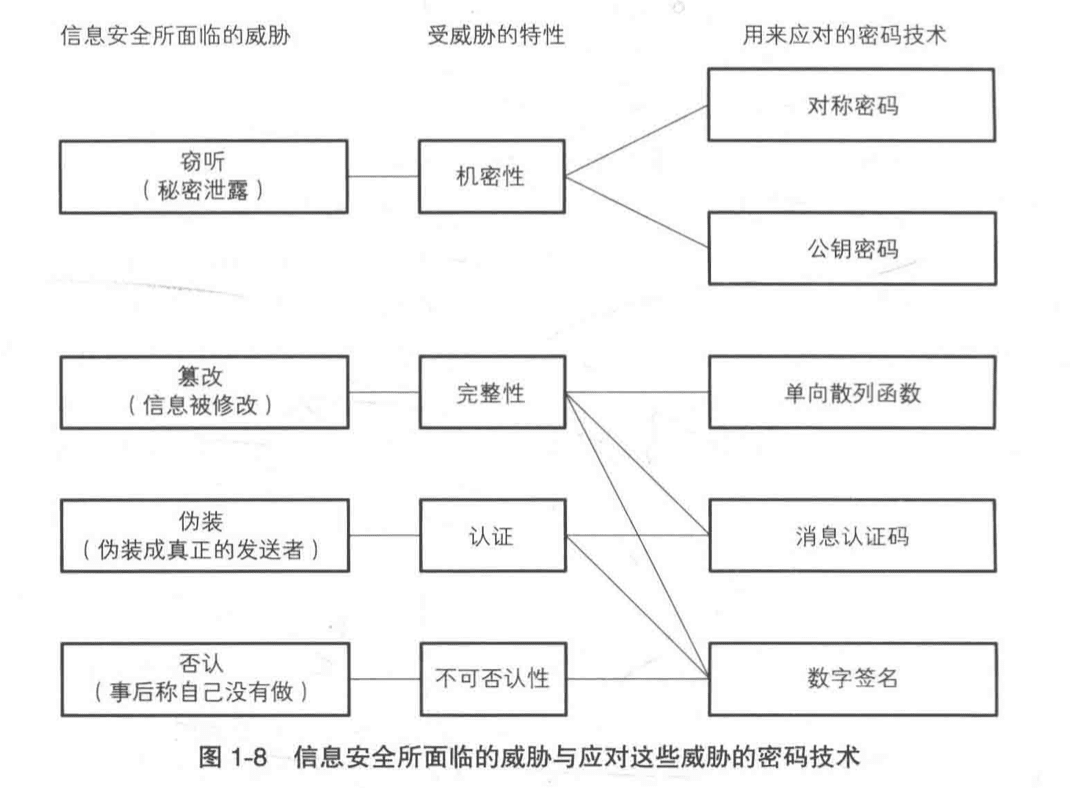 信息安全所面临的威胁
受威胁的特性
用来应对的密码技术
对称密码
窃听
（秘密泄露）
机密性
公钥密码
篡改
（信息被修改）
完整性
单向散列函数
伪装
（伪装成真正的发送者）
认证
消息认证码
否认
（事后称自己没有做）
不可否认性
数字签名
图 1-8 信息安全所面临的威胁与应对这些威胁的密码技术